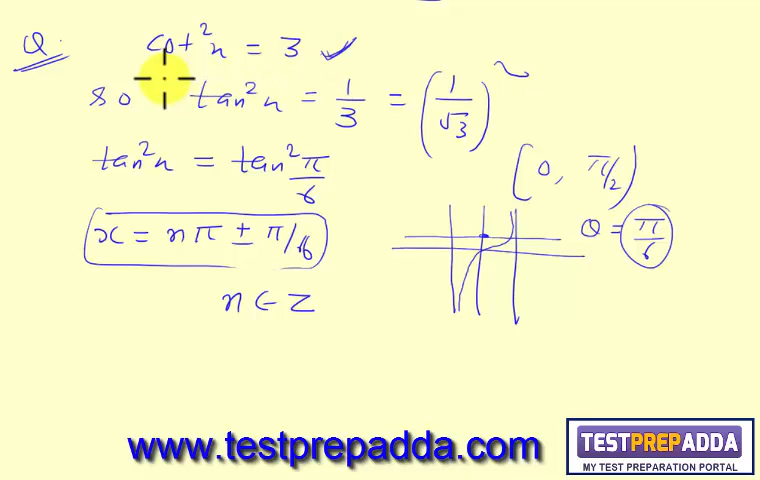 Q. cot²x = 3 ✓
so tan²x = 1/3 = (1/√3)²
tan²x = tan² π/6
[0, π/2)
x = nπ ± π/6
θ = π/6
n ∈ Z
www.testprepadda.com
TESTPREPADDA
MY TEST PREPARATION PORTAL